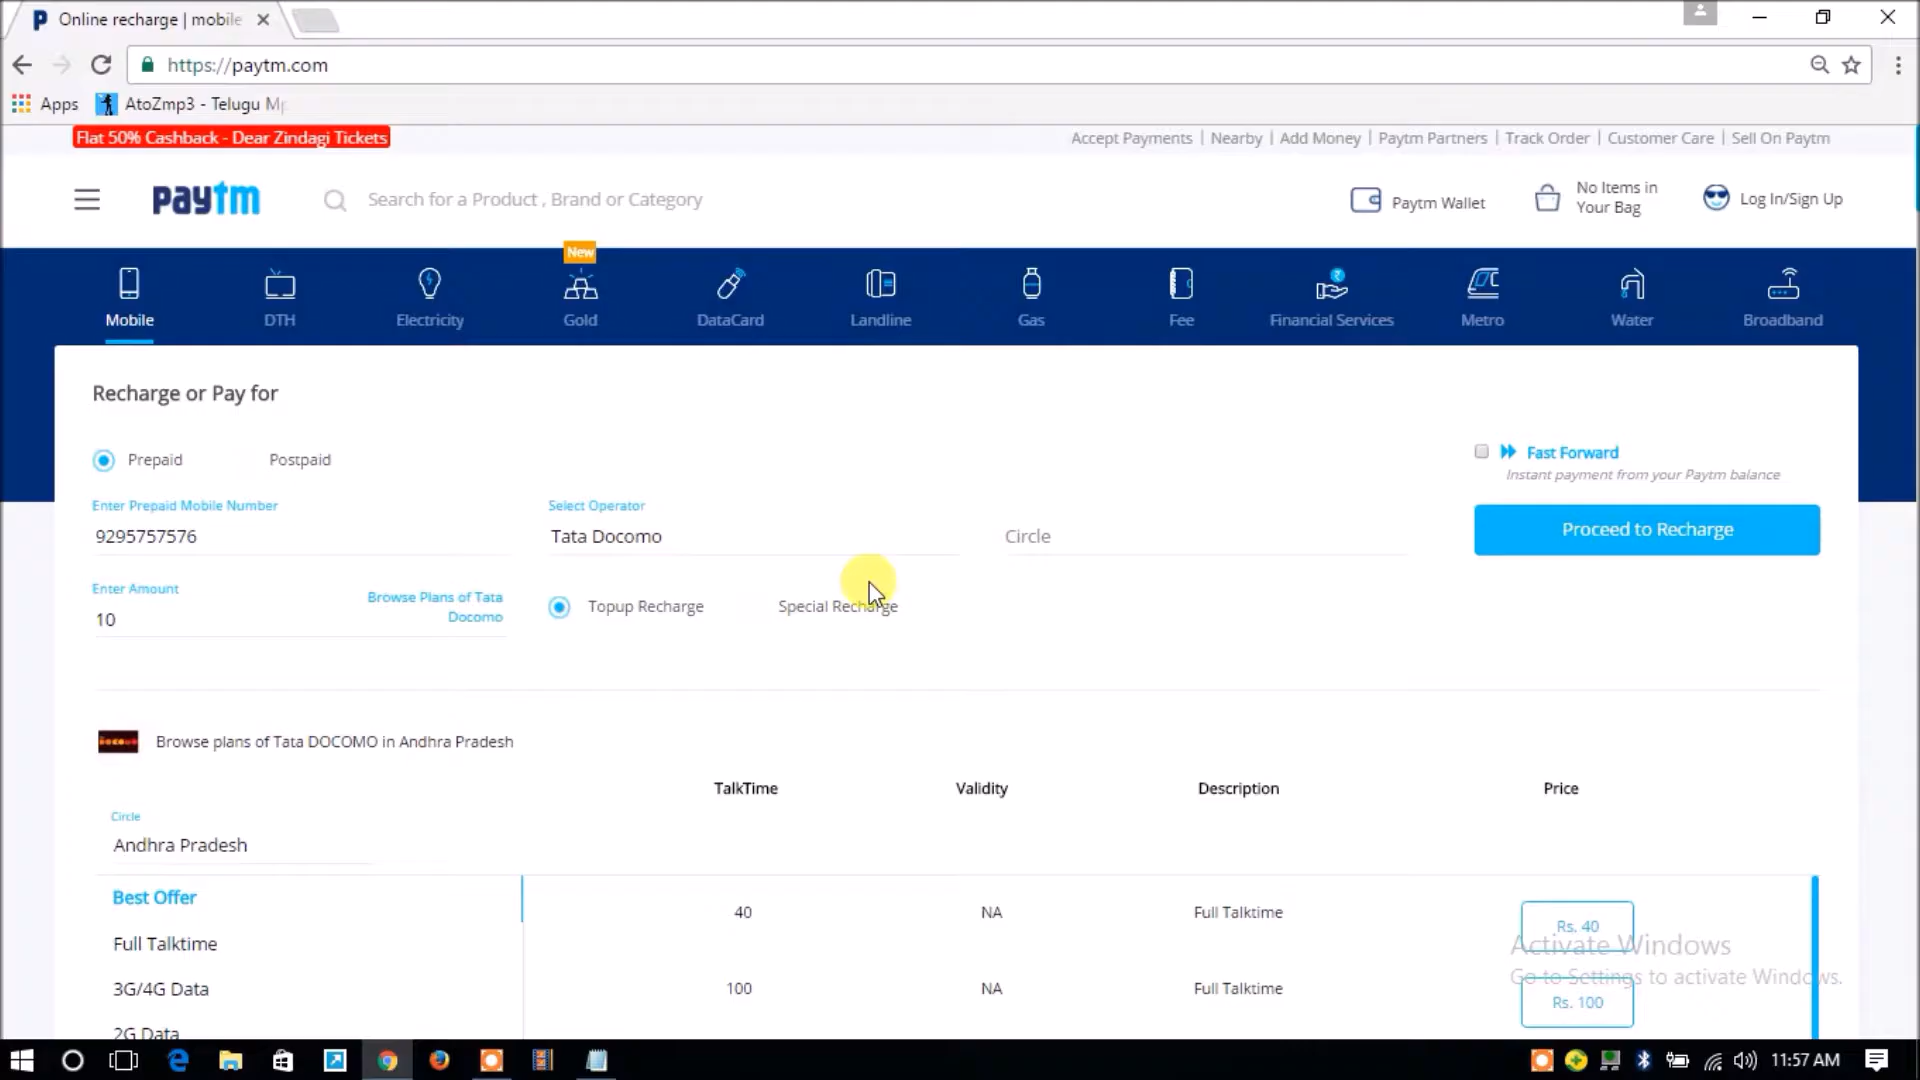 Online recharge | mobile
https://paytm.com
Apps
AtoZmp3 - Telugu Mp
Flat 50% Cashback - Dear Zindagi Tickets
Accept Payments | Nearby | Add Money | Paytm Partners | Track Order | Customer Care | Sell On Paytm
paytm
Search for a Product , Brand or Category
Paytm Wallet
No Items in
Your Bag
Log In/Sign Up
New
Mobile
DTH
Electricity
Gold
DataCard
Landline
Gas
Fee
Financial Services
Metro
Water
Broadband
Recharge or Pay for
Prepaid
Postpaid
Fast Forward
Instant payment from your Paytm balance
Enter Prepaid Mobile Number
9295757576
Select Operator
Tata Docomo
Circle
Proceed to Recharge
Enter Amount
10
Browse Plans of Tata
Docomo
Topup Recharge
Special Recharge
Browse plans of Tata DOCOMO in Andhra Pradesh
TalkTime
Validity
Description
Price
Circle
Andhra Pradesh
Best Offer
40
NA
Full Talktime
Rs. 40
Full Talktime
Activate Windows
Go to Settings to activate Windows.
3G/4G Data
100
NA
Full Talktime
Rs. 100
2G Data
11:57 AM